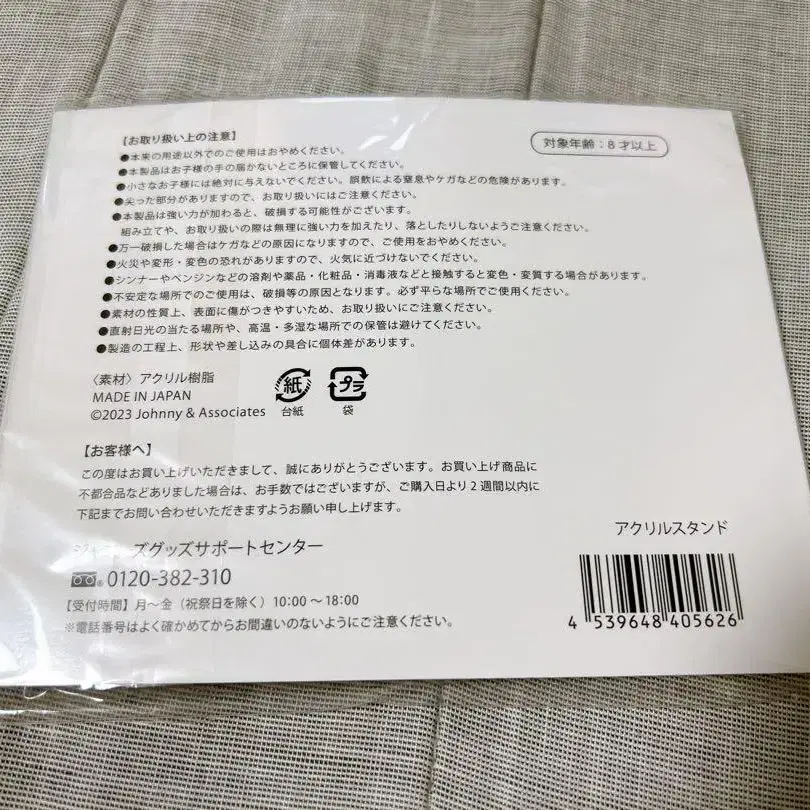 【お取り扱い上の注意】
対象年齢：8才以上
●本来の用途以外でのご使用はおやめください。
●本製品はお子様の手の届かないところに保管してください。
●小さなお子様には絶対に与えないでください。誤飲による窒息やケガなどの危険があります。
●尖った部分がありますので、お取り扱いにはご注意ください。
●本製品は強い力が加わると、破損する可能性がございます。
組み立てや、お取り扱いの際は無理に強い力を加えたり、落としたりしないようご注意ください。
●万一破損した場合はケガなどの原因になりますので、ご使用をおやめください。
●火災や変形・変色の恐れがありますので、火気に近づけないでください。
●シンナーやベンジンなどの溶剤や薬品・化粧品・消毒液などと接触すると変色・変質する場合があります。
●不安定な場所でのご使用は、破損等の原因となります。必ず平らな場所でご使用ください。
●素材の性質上、表面に傷がつきやすいため、お取り扱いにご注意ください。
●直射日光の当たる場所や、高温・多湿な場所での保管は避けてください。
●製造の工程上、形状や差し込みの具合に個体差があります。
〈素材〉アクリル樹脂
MADE IN JAPAN
©2023 Johnny & Associates
紙
台紙
プラ
袋
【お客様へ】
この度はお買い上げいただきまして、誠にありがとうございます。お買い上げ商品に
不都合品などありました場合は、お手数ではございますが、ご購入日より2週間以内に
下記までお問い合わせいただきますようお願い申し上げます。
ズグッズサポートセンター
0120-382-310
【受付時間】月～金（祝祭日を除く）10:00～18:00
※電話番号はよく確かめてからお間違いのないようにご注意ください。
アクリルスタンド
4 539648 405626